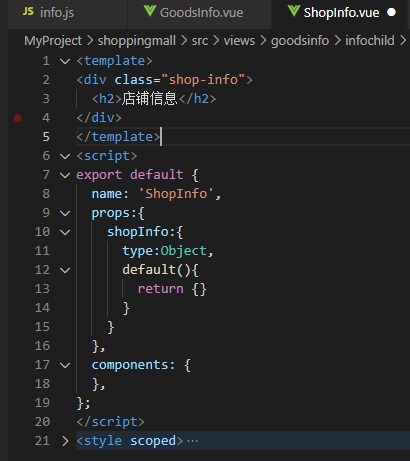 JS info.js GoodsInfo.vue ShopInfo.vue
MyProject > shoppingmall > src > views > goodsinfo > infochild >
1 <template>
2 <div class="shop-info">
3 <h2>店铺信息</h2>
4 </div>
5 </template>
6 <script>
7 export default {
8 name: 'ShopInfo',
9 props:{
10 shopInfo:{
11 type:Object,
12 default(){
13 return {}
14 }
15 }
16 },
17 components: {
18 },
19 };
20 </script>
21 <style scoped>…